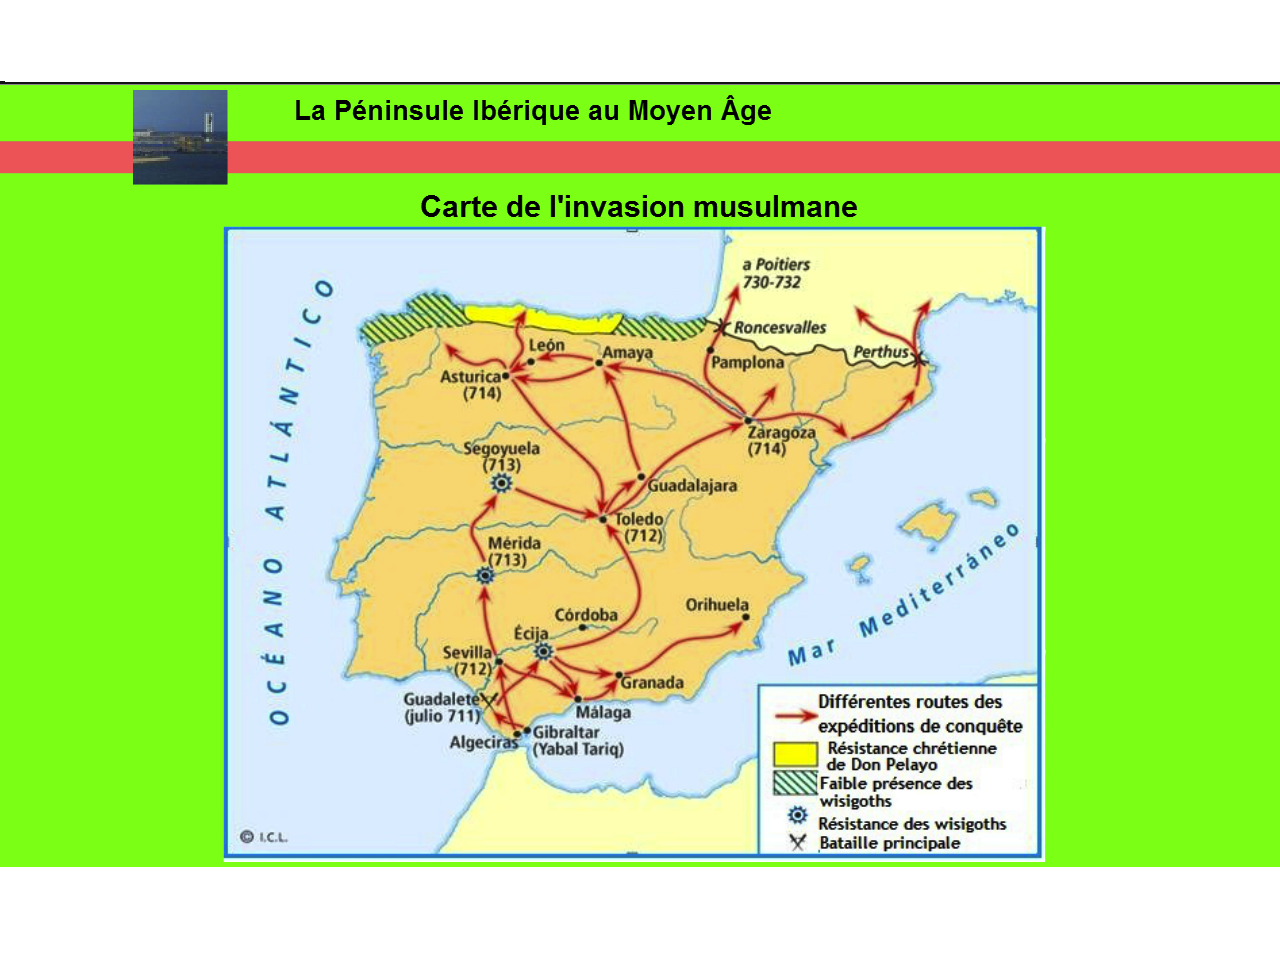 La Péninsule Ibérique au Moyen Âge
Carte de l'invasion musulmane
a Poitiers
730-732
Roncesvalles
Perthus
Pamplona
León
Amaya
Asturica
(714)
Zaragoza
(714)
Segoyuela
(713)
Guadalajara
Toledo
(712)
Mérida
(713)
Orihuela
Córdoba
Écija
Sevilla
(712)
Granada
Guadalete
(julio 711)
Málaga
Algeciras
Gibraltar
(Yabal Tariq)
OCÉANO ATLÁNTICO
Mar Mediterráneo
Différentes routes des
expéditions de conquête
Résistance chrétienne
de Don Pelayo
Faible présence des
wisigoths
Résistance des wisigoths
Bataille principale
© I.C.L.